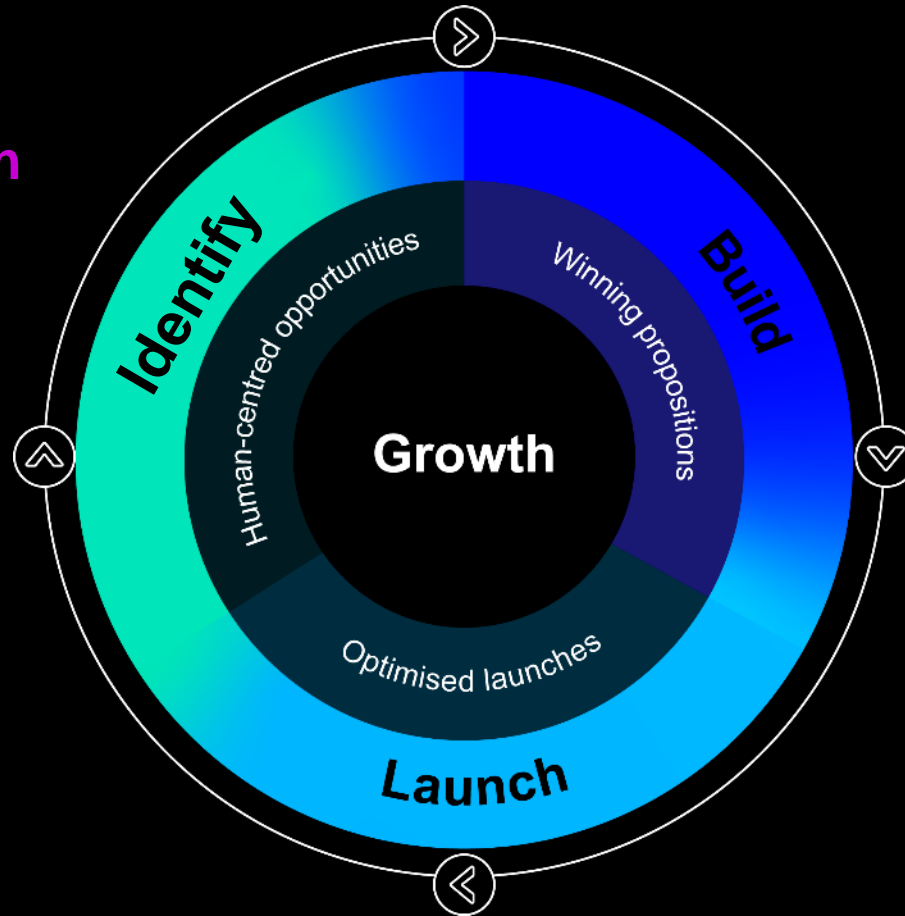 n
Identify
Human-centred opportunities
Build
Winning propositions
Growth
Optimised launches
Launch